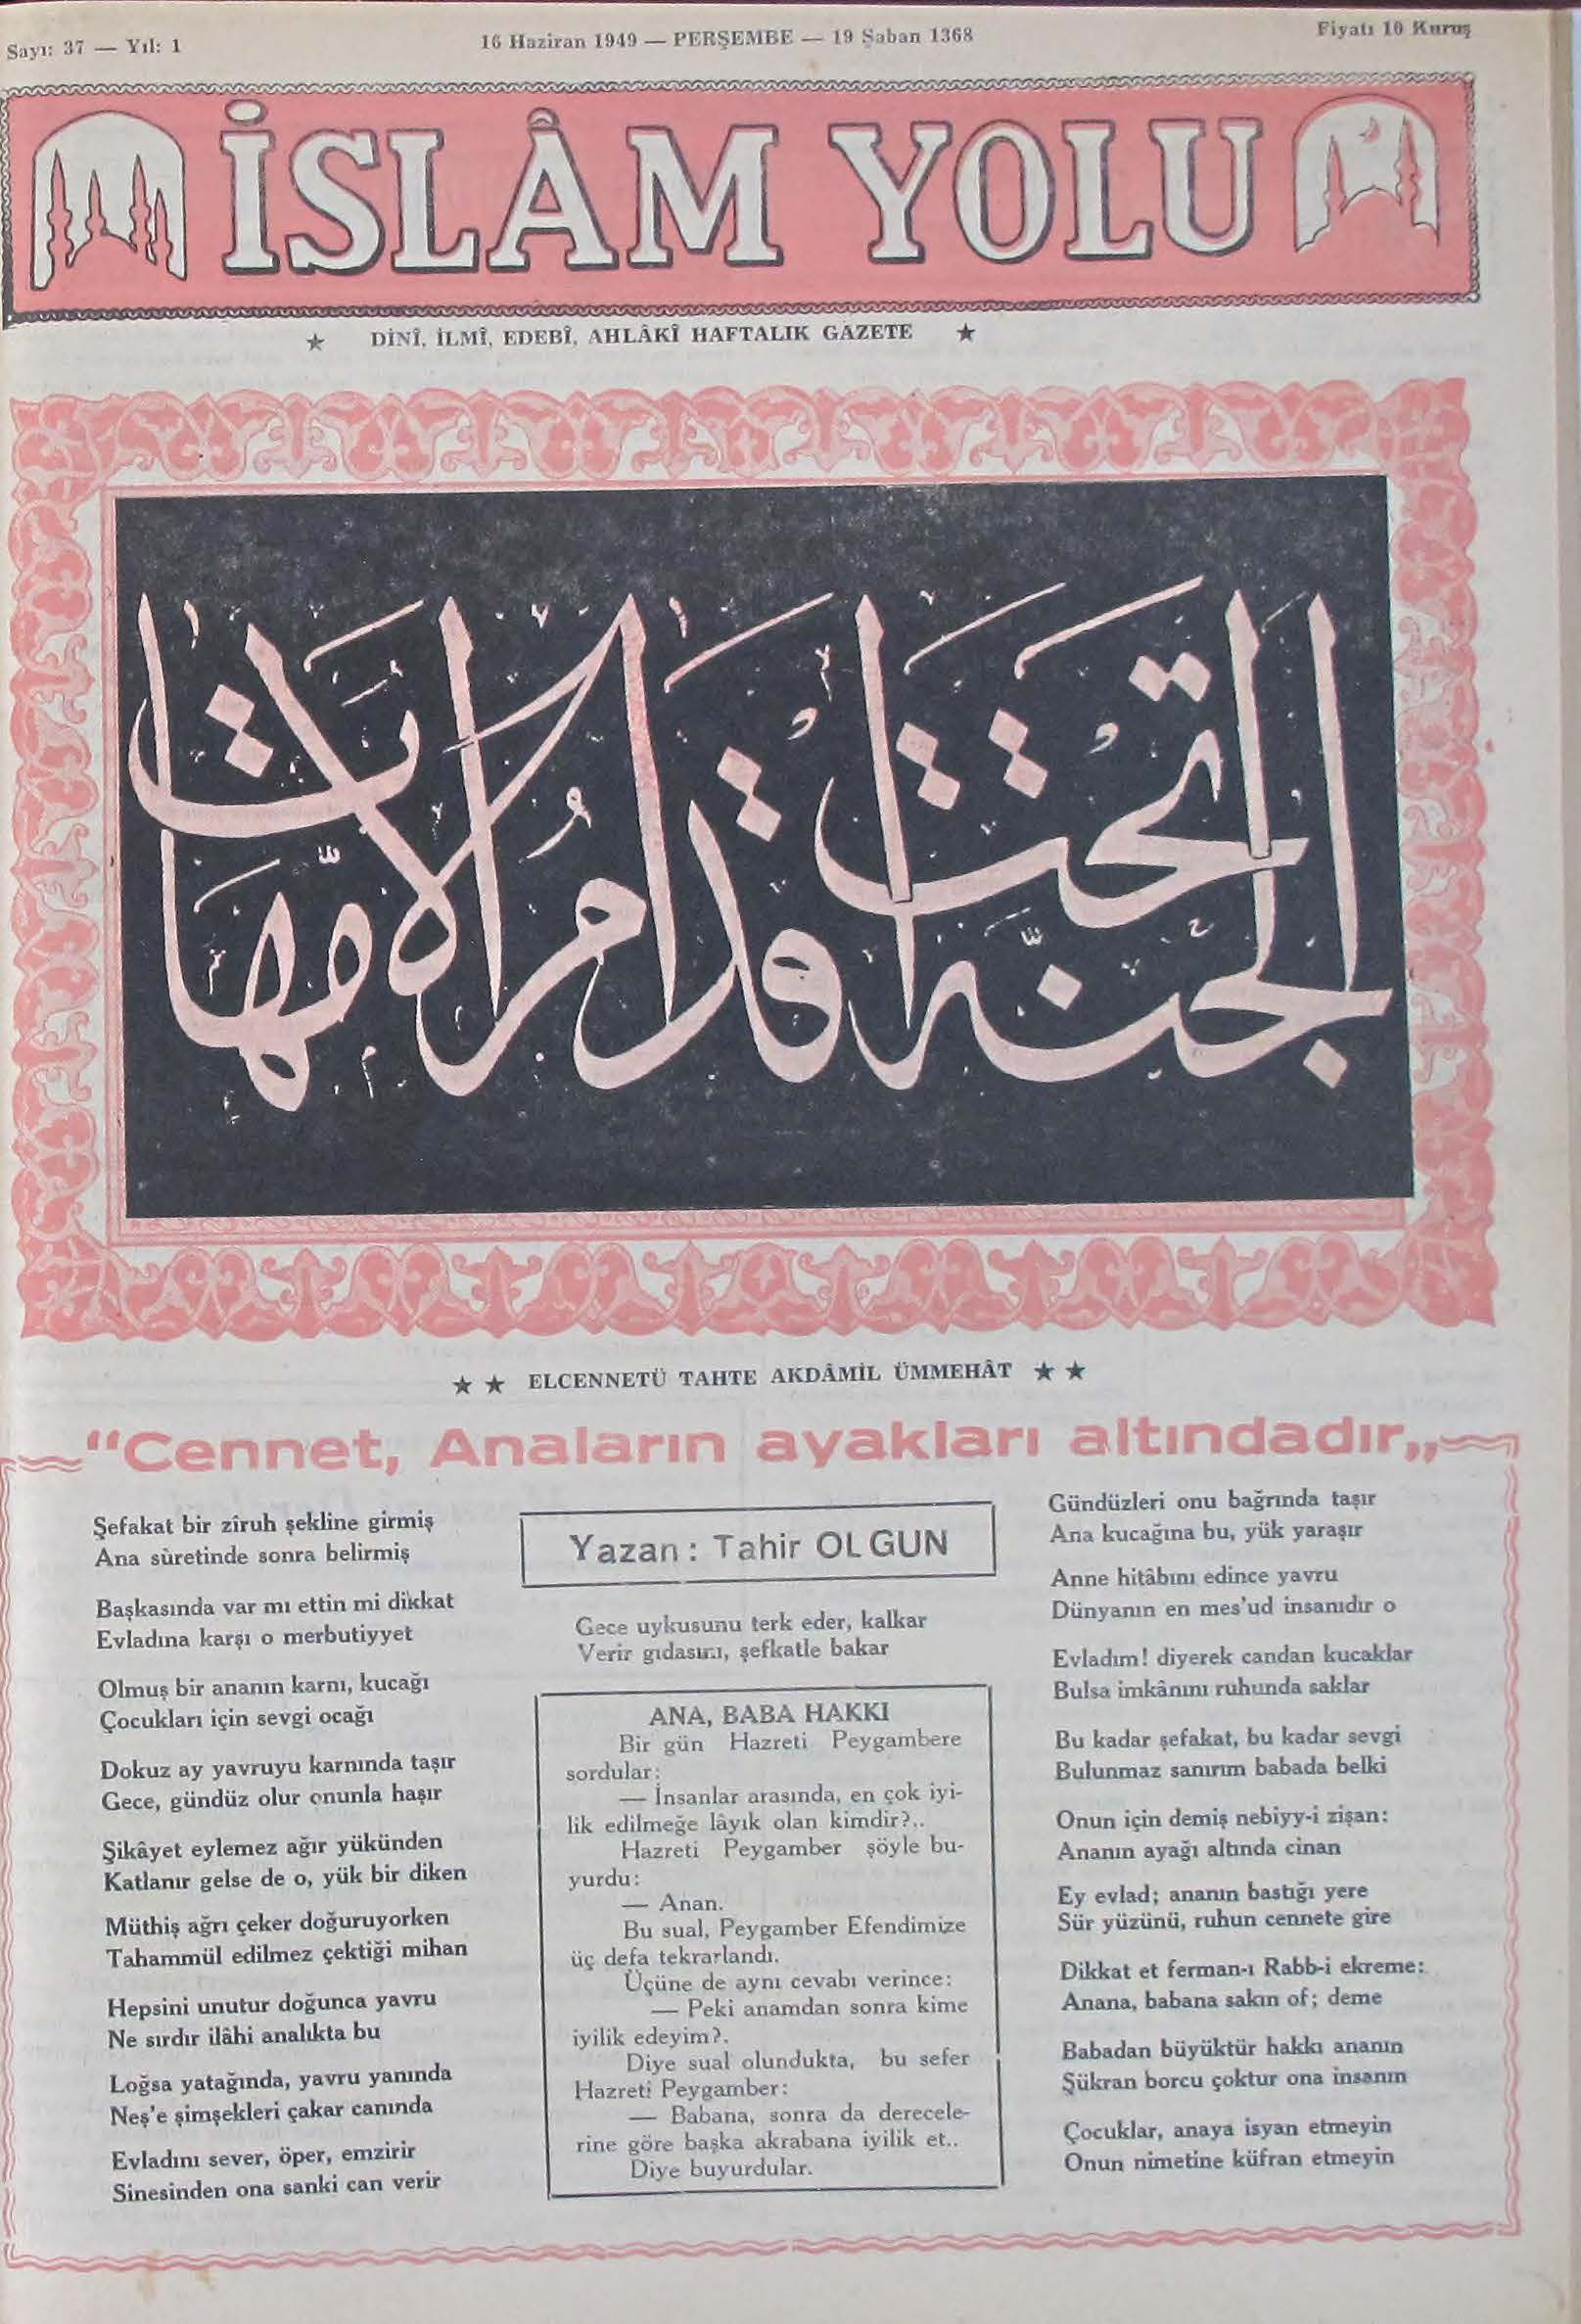 Sayı: 37 — Yıl: 1
16 Haziran 1949 — PERŞEMBE — 19 Şaban 1368
Fiyatı 10 Kuruş
İSLÂM YOLU
★ DİNÎ, İLMÎ, EDEBÎ, AHLÂKÎ HAFTALIK GAZETE ★
الجنة تحت اقدام الامهات
★ ★ ELCENNETÜ TAHTE AKDÂMİL ÜMMEHÂT ★ ★
“Cennet, Anaların ayakları altındadır„
Şefakat bir zîruh şekline girmiş
Ana sûretinde sonra belirmiş
Başkasında var mı ettin mi dikkat
Evladına karşı o merbutiyyet
Olmuş bir ananın karnı, kucağı
Çocukları için sevgi ocağı
Dokuz ay yavruyu karnında taşır
Gece, gündüz olur onunla haşır
Şikâyet eylemez ağır yükünden
Katlanır gelse de o, yük bir diken
Müthiş ağrı çeker doğuruyorken
Tahammül edilmez çektiği mihan
Hepsini unutur doğunca yavru
Ne sırdır ilâhi analıkta bu
Loğsa yatağında, yavru yanında
Neş'e şimşekleri çakar canında
Evladını sever, öper, emzirir
Sinesinden ona sanki can verir
Yazan : Tahir OLGUN
Gece uykusunu terk eder, kalkar
Verir gıdasını, şefkatle bakar
ANA, BABA HAKKI
Bir gün Hazreti Peygambere
sordular:
— İnsanlar arasında, en çok iyi-
lik edilmeğe lâyık olan kimdir?..
Hazreti Peygamber şöyle bu-
yurdu:
— Anan.
Bu sual, Peygamber Efendimize
üç defa tekrarlandı.
Üçüne de aynı cevabı verince:
— Peki anamdan sonra kime
iyilik edeyim?.
Diye sual olundukta, bu sefer
Hazreti Peygamber:
— Babana, sonra da derecele-
rine göre başka akrabana iyilik et..
Diye buyurdular.
Gündüzleri onu bağrında taşır
Ana kucağına bu, yük yaraşır
Anne hitâbını edince yavru
Dünyanın en mes'ud insanıdır o
Evladım! diyerek candan kucaklar
Bulsa imkânını ruhunda saklar
Bu kadar şefakat, bu kadar sevgi
Bulunmaz sanırım babada belki
Onun için demiş nebiyy-i zişan:
Ananın ayağı altında cinan
Ey evlad; ananın bastığı yere
Sür yüzünü, ruhun cennete gire
Dikkat et ferman-ı Rabb-i ekreme:
Anana, babana sakın of; deme
Babadan büyüktür hakkı ananın
Şükran borcu çoktur ona insanın
Çocuklar, anaya isyan etmeyin
Onun nimetine küfran etmeyin